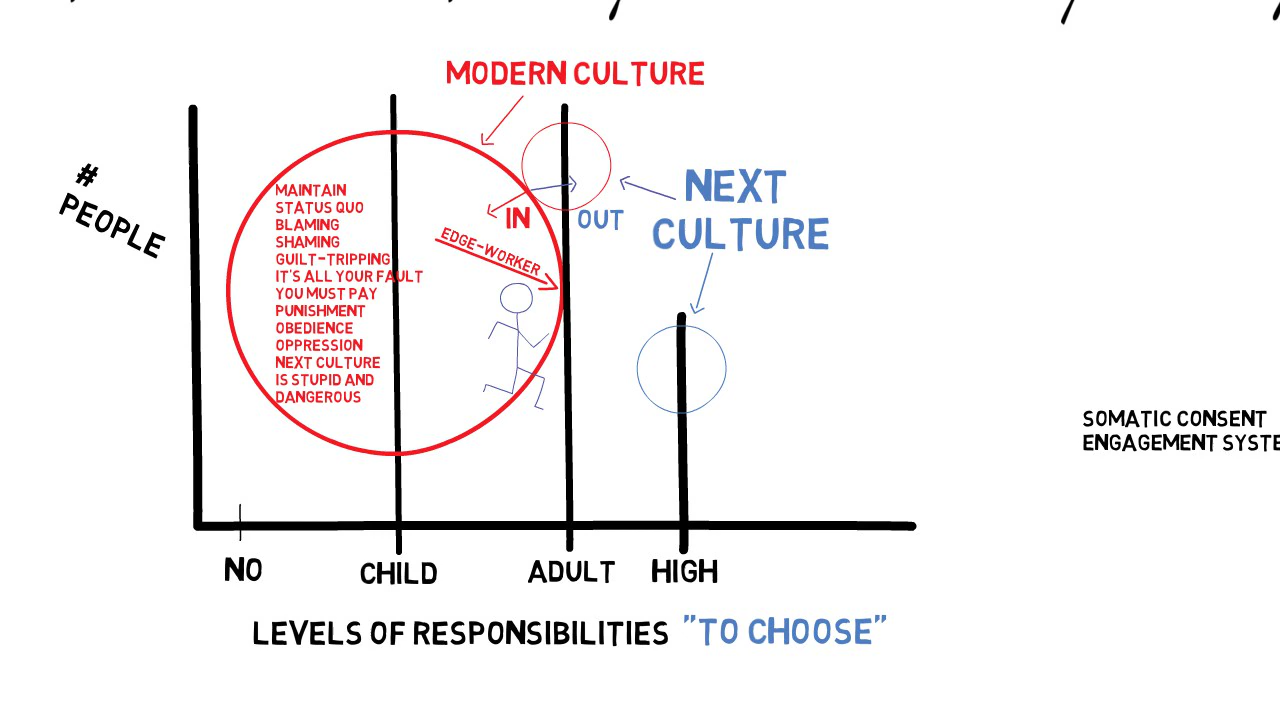 MODERN CULTURE
#
PEOPLE
NEXT
CULTURE
MAINTAIN
STATUS QUO
BLAMING
SHAMING
GUILT-TRIPPING
IT'S ALL YOUR FAULT
YOU MUST PAY
PUNISHMENT
OBEDIENCE
OPPRESSION
NEXT CULTURE
IS STUPID AND
DANGEROUS
IN
OUT
EDGE-WORKER
SOMATIC CONSENT
ENGAGEMENT SYSTE
NO
CHILD
ADULT
HIGH
LEVELS OF RESPONSIBILITIES "TO CHOOSE"